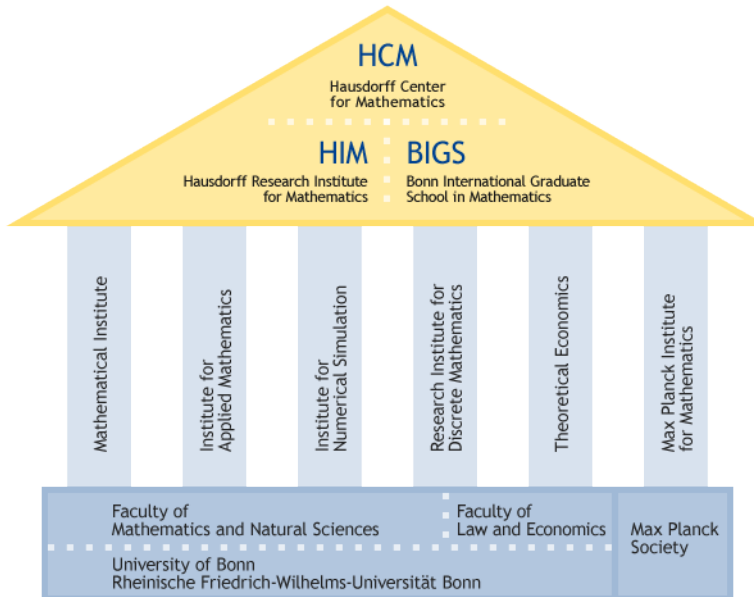 HCM
Hausdorff Center
for Mathematics
HIM
Hausdorff Research Institute
for Mathematics
BIGS
Bonn International Graduate
School in Mathematics
Mathematical Institute
Institute for
Applied Mathematics
Institute for
Numerical Simulation
Research Institute for
Discrete Mathematics
Theoretical Economics
Max Planck Institute
for Mathematics
Faculty of
Mathematics and Natural Sciences
Faculty of
Law and Economics
Max Planck
Society
University of Bonn
Rheinische Friedrich-Wilhelms-Universität Bonn